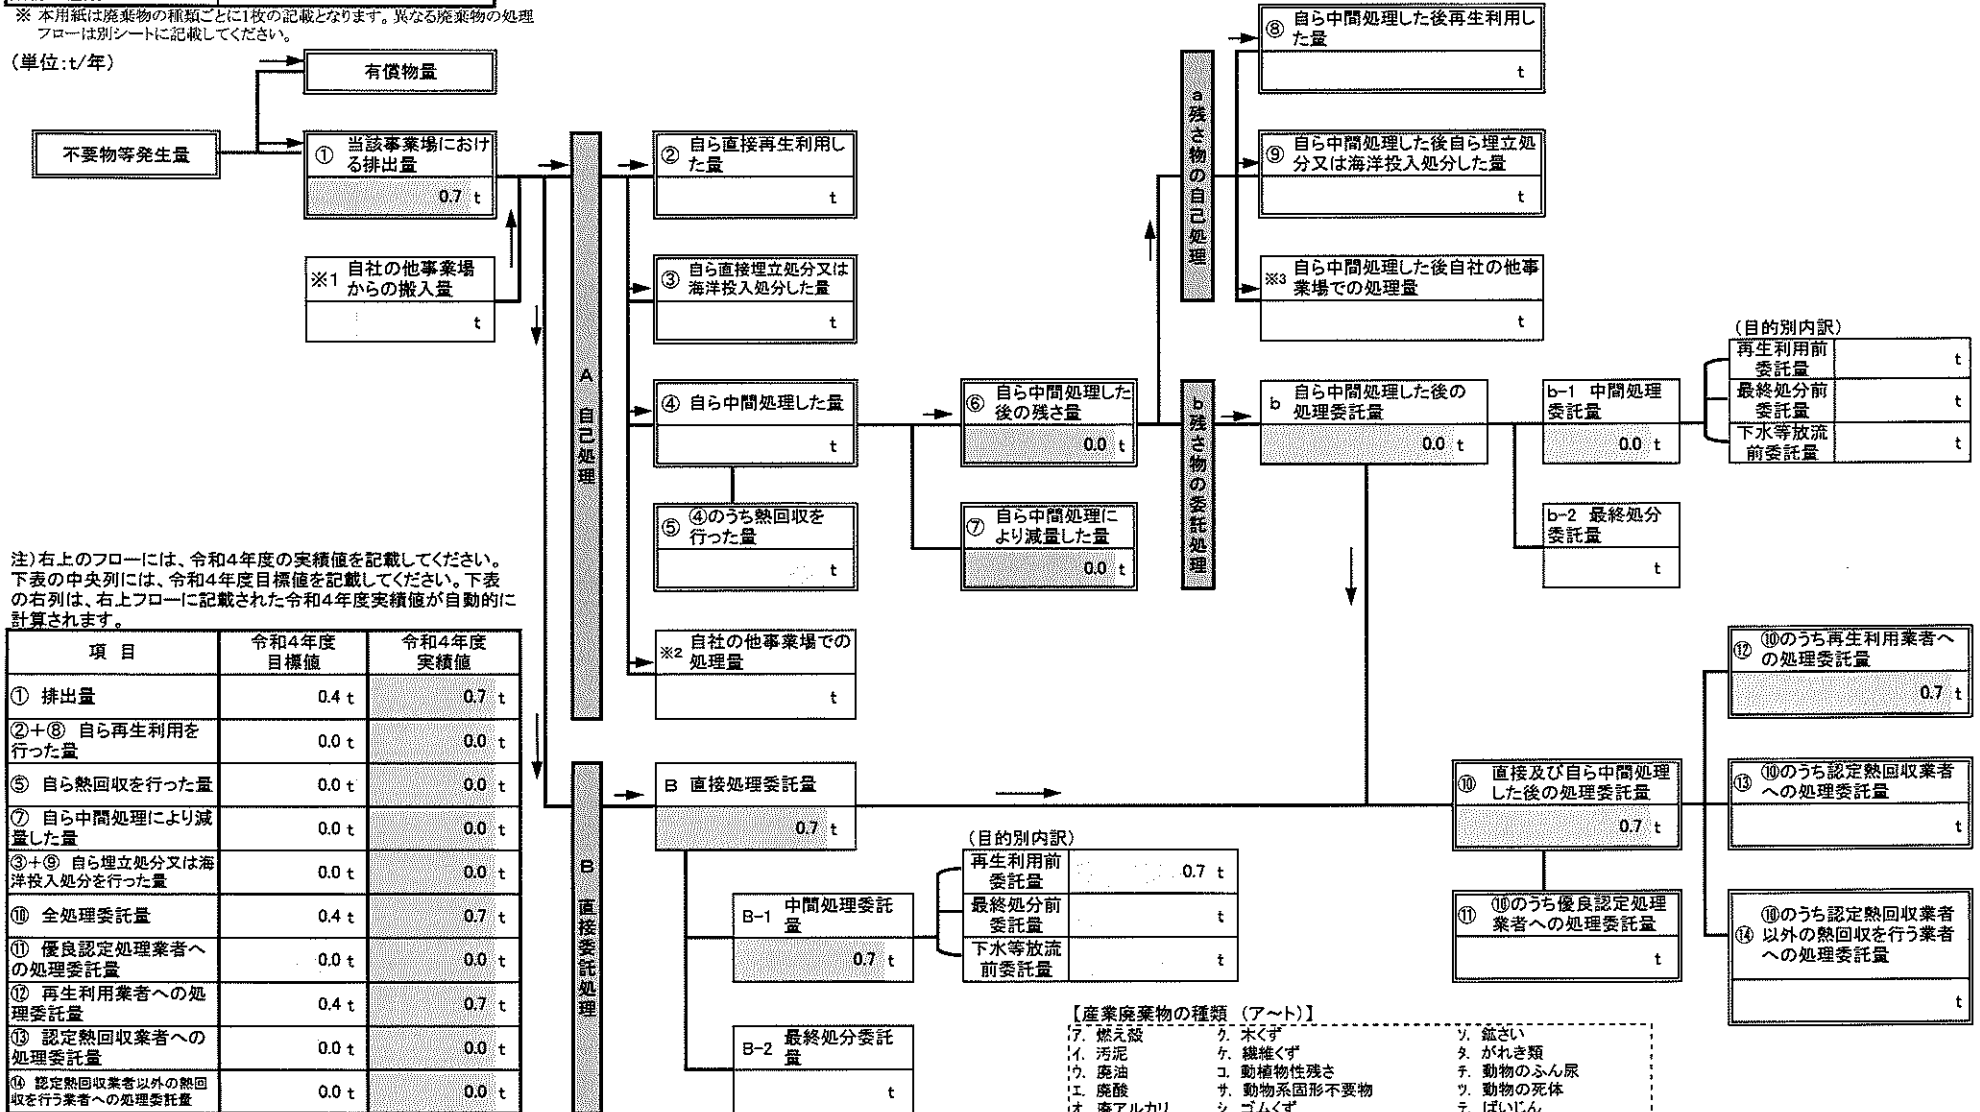 ※ 本用紙は廃棄物の種類ごとに1枚の記載となります。異なる廃棄物の処理
フローは別シートに記載してください。
(単位:t/年)
有償物量
不要物等発生量
① 当該事業場におけ
る排出量
0.7 t
※1 自社の他事業場
からの搬入量
t
A 自己処理
② 自ら直接再生利用し
た量
t
③ 自ら直接埋立処分又は
海洋投入処分した量
t
④ 自ら中間処理した量
t
⑤ ④のうち熱回収を
行った量
t
※2 自社の他事業場での
処理量
t
⑥ 自ら中間処理した
後の残さ量
0.0 t
⑦ 自ら中間処理に
より減量した量
0.0 t
a残さ物の自己処理
⑧ 自ら中間処理した後再生利用し
た量
t
⑨ 自ら中間処理した後自ら埋立処
分又は海洋投入処分した量
t
※3 自ら中間処理した後自社の他事
業場での処理量
t
b残さ物の委託処理
b 自ら中間処理した後の
処理委託量
0.0 t
b-1 中間処理
委託量
0.0 t
(目的別内訳)
再生利用前
委託量 t
最終処分前
委託量 t
下水等放流
前委託量 t
b-2 最終処分
委託量
t
注)右上のフローには、令和4年度の実績値を記載してください。
下表の中央列には、令和4年度目標値を記載してください。下表
の右列は、右上フローに記載された令和4年度実績値が自動的に
計算されます。
項 目 令和4年度
目標値 令和4年度
実績値
① 排出量 0.4 t 0.7 t
②+⑧ 自ら再生利用を
行った量 0.0 t 0.0 t
⑤ 自ら熱回収を行った量 0.0 t 0.0 t
⑦ 自ら中間処理により減
量した量 0.0 t 0.0 t
③+⑨ 自ら埋立処分又は海
洋投入処分を行った量 0.0 t 0.0 t
⑩ 全処理委託量 0.4 t 0.7 t
⑪ 優良認定処理業者へ
の処理委託量 0.0 t 0.0 t
⑫ 再生利用業者への処
理委託量 0.4 t 0.7 t
⑬ 認定熱回収業者への
処理委託量 0.0 t 0.0 t
⑭ 認定熱回収業者以外の熱回
収を行う業者への処理委託量 0.0 t 0.0 t
B 直接委託処理
B 直接処理委託量
0.7 t
B-1 中間処理委託
量
0.7 t
(目的別内訳)
再生利用前
委託量 0.7 t
最終処分前
委託量 t
下水等放流
前委託量 t
B-2 最終処分委託
量
t
⑩ 直接及び自ら中間処理
した後の処理委託量
0.7 t
⑪ ⑩のうち優良認定処理
業者への処理委託量
t
⑫ ⑩のうち再生利用業者へ
の処理委託量
0.7 t
⑬ ⑩のうち認定熱回収業者
への処理委託量
t
⑭ ⑩のうち認定熱回収業者
以外の熱回収を行う業者
への処理委託量
t
【産業廃棄物の種類 (ア~ト)】
ア. 燃え殻 ク. 木くず ソ. 鉱さい
イ. 汚泥 ケ. 繊維くず タ. がれき類
ウ. 廃油 コ. 動植物性残さ チ. 動物のふん尿
エ. 廃酸 サ. 動物系固形不要物 ツ. 動物の死体
オ. 廃アルカリ シ. ゴムくず テ. ばいじん